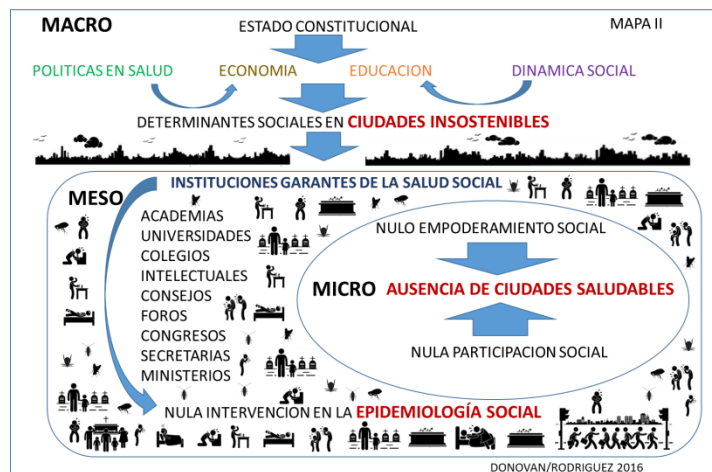 MACRO
ESTADO CONSTITUCIONAL
MAPA II
POLITICAS EN SALUD
ECONOMIA
EDUCACION
DINAMICA SOCIAL
DETERMINANTES SOCIALES EN CIUDADES INSOSTENIBLES
MESO
INSTITUCIONES GARANTES DE LA SALUD SOCIAL
ACADEMIAS
UNIVERSIDADES
COLEGIOS
INTELECTUALES
CONSEJOS
FOROS
CONGRESOS
SECRETARIAS
MINISTERIOS
NULO EMPODERAMIENTO SOCIAL
MICRO AUSENCIA DE CIUDADES SALUDABLES
NULA PARTICIPACION SOCIAL
NULA INTERVENCION EN LA EPIDEMIOLOGÍA SOCIAL
DONOVAN/RODRIGUEZ 2016